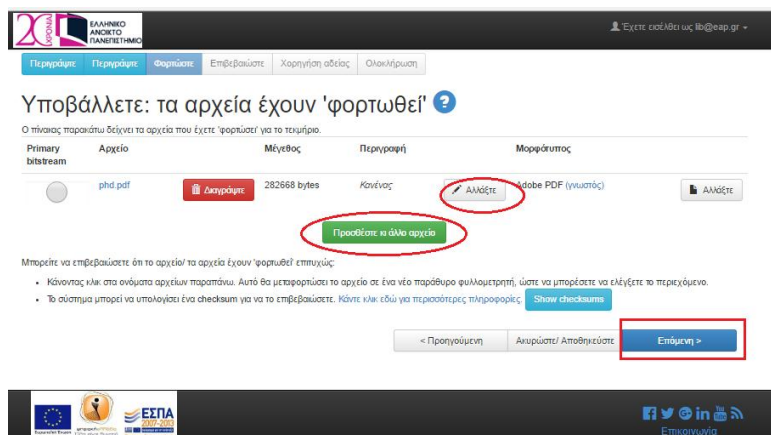 20 ΧΡΟΝΙΑ
ΕΛΛΗΝΙΚΟ
ΑΝΟΙΚΤΟ
ΠΑΝΕΠΙΣΤΗΜΙΟ
Έχετε εισέλθει ως lib@eap.gr
Περιγράψτε Περιγράψτε Φορτώστε Επιβεβαιώστε Χορήγηση αδείας Ολοκλήρωση
Υποβάλλετε: τα αρχεία έχουν 'φορτωθεί' ?
Ο πίνακας παρακάτω δείχνει τα αρχεία που έχετε 'φορτώσει' για το τεκμήριο.
Primary bitstream Αρχείο Μέγεθος Περιγραφή Μορφότυπος
phd.pdf Διαγράψτε 282668 bytes Κανένας Αλλάξτε Adobe PDF (γνωστός) Αλλάξτε
Προσθέστε κι άλλο αρχείο
Μπορείτε να επιβεβαιώσετε ότι το αρχείο/ τα αρχεία έχουν 'φορτωθεί' επιτυχώς:
Κάνοντας κλικ στα ονόματα αρχείων παραπάνω. Αυτό θα μεταφορτώσει το αρχείο σε ένα νέο παράθυρο φυλλομετρητή, ώστε να μπορέσετε να ελέγξετε το περιεχόμενο.
Το σύστημα μπορεί να υπολογίσει ένα checksum για να το επιβεβαιώσετε. Κάντε κλικ εδώ για περισσότερες πληροφορίες. Show checksums
< Προηγούμενη Ακυρώστε/ Αποθηκεύστε Επόμενη >
ΕΣΠΑ
2007-2013
Επικοινωνία